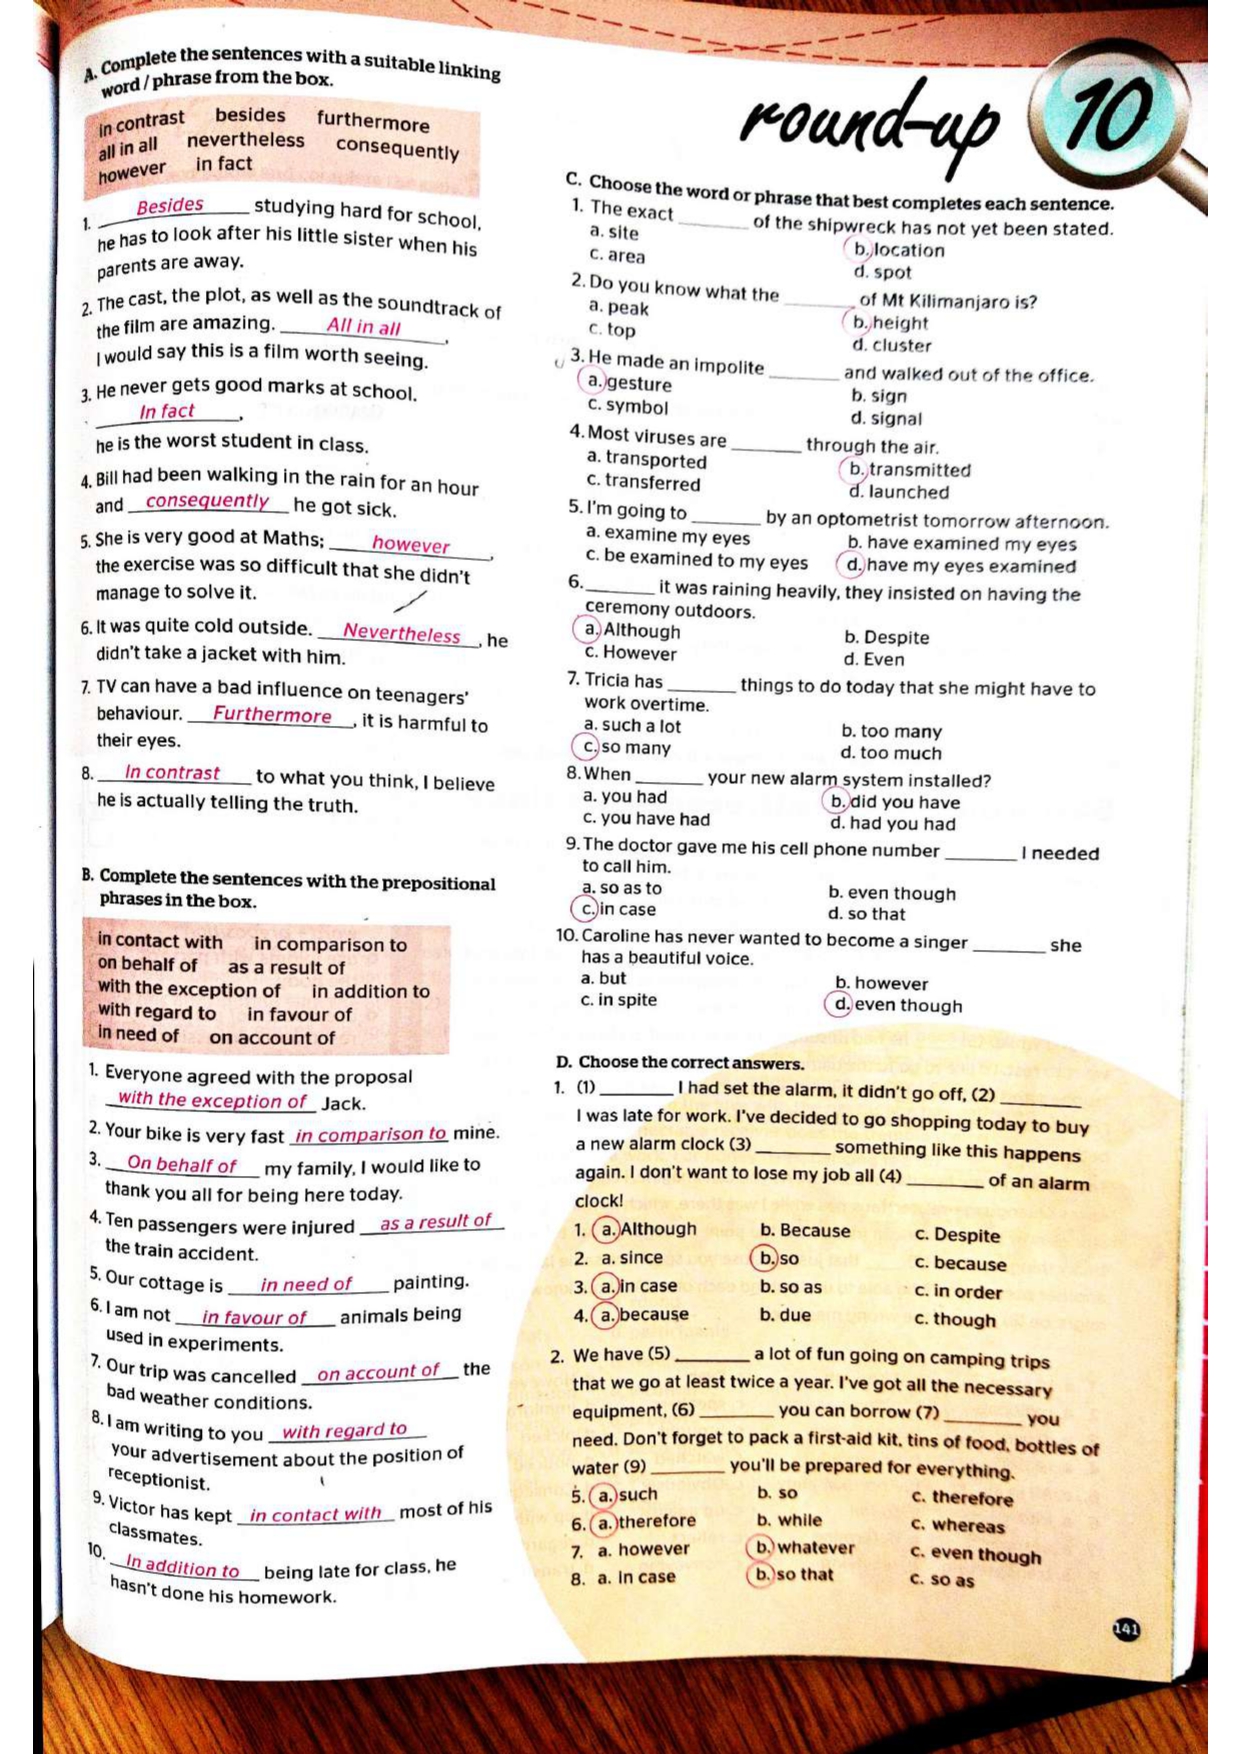 A. Complete the sentences with a suitable linking
word / phrase from the box.
in contrast besides furthermore
all in all nevertheless consequently
however in fact
1. Besides studying hard for school,
he has to look after his little sister when his
parents are away.
2. The cast, the plot, as well as the soundtrack of
the film are amazing. All in all,
I would say this is a film worth seeing.
3. He never gets good marks at school.
In fact,
he is the worst student in class.
4. Bill had been walking in the rain for an hour
and consequently he got sick.
5. She is very good at Maths; however,
the exercise was so difficult that she didn't
manage to solve it.
6. It was quite cold outside. Nevertheless, he
didn't take a jacket with him.
7. TV can have a bad influence on teenagers'
behaviour. Furthermore, it is harmful to
their eyes.
8. In contrast to what you think, I believe
he is actually telling the truth.
B. Complete the sentences with the prepositional
phrases in the box.
in contact with in comparison to
on behalf of as a result of
with the exception of in addition to
with regard to in favour of
in need of on account of
1. Everyone agreed with the proposal
with the exception of Jack.
2. Your bike is very fast in comparison to mine.
3. On behalf of my family, I would like to
thank you all for being here today.
4. Ten passengers were injured as a result of
the train accident.
5. Our cottage is in need of painting.
6. I am not in favour of animals being
used in experiments.
7. Our trip was cancelled on account of the
bad weather conditions.
8. I am writing to you with regard to
your advertisement about the position of
receptionist.
9. Victor has kept in contact with most of his
classmates.
10. In addition to being late for class, he
hasn't done his homework.
round-up 10
C. Choose the word or phrase that best completes each sentence.
1. The exact ______ of the shipwreck has not yet been stated.
a. site b. location
c. area d. spot
2. Do you know what the ______ of Mt Kilimanjaro is?
a. peak b. height
c. top d. cluster
3. He made an impolite ______ and walked out of the office.
a. gesture b. sign
c. symbol d. signal
4. Most viruses are ______ through the air.
a. transported b. transmitted
c. transferred d. launched
5. I'm going to ______ by an optometrist tomorrow afternoon.
a. examine my eyes b. have examined my eyes
c. be examined to my eyes d. have my eyes examined
6. ______ it was raining heavily, they insisted on having the
ceremony outdoors.
a. Although b. Despite
c. However d. Even
7. Tricia has ______ things to do today that she might have to
work overtime.
a. such a lot b. too many
c. so many d. too much
8. When ______ your new alarm system installed?
a. you had b. did you have
c. you have had d. had you had
9. The doctor gave me his cell phone number ______ I needed
to call him.
a. so as to b. even though
c. in case d. so that
10. Caroline has never wanted to become a singer ______ she
has a beautiful voice.
a. but b. however
c. in spite d. even though
D. Choose the correct answers.
1. (1) ______ I had set the alarm, it didn't go off, (2) ______
I was late for work. I've decided to go shopping today to buy
a new alarm clock (3) ______ something like this happens
again. I don't want to lose my job all (4) ______ of an alarm
clock!
1. a. Although b. Because c. Despite
2. a. since b. so c. because
3. a. in case b. so as c. in order
4. a. because b. due c. though
2. We have (5) ______ a lot of fun going on camping trips
that we go at least twice a year. I've got all the necessary
equipment, (6) ______ you can borrow (7) ______ you
need. Don't forget to pack a first-aid kit, tins of food, bottles of
water (9) ______ you'll be prepared for everything.
5. a. such b. so c. therefore
6. a. therefore b. while c. whereas
7. a. however b. whatever c. even though
8. a. In case b. so that c. so as
141